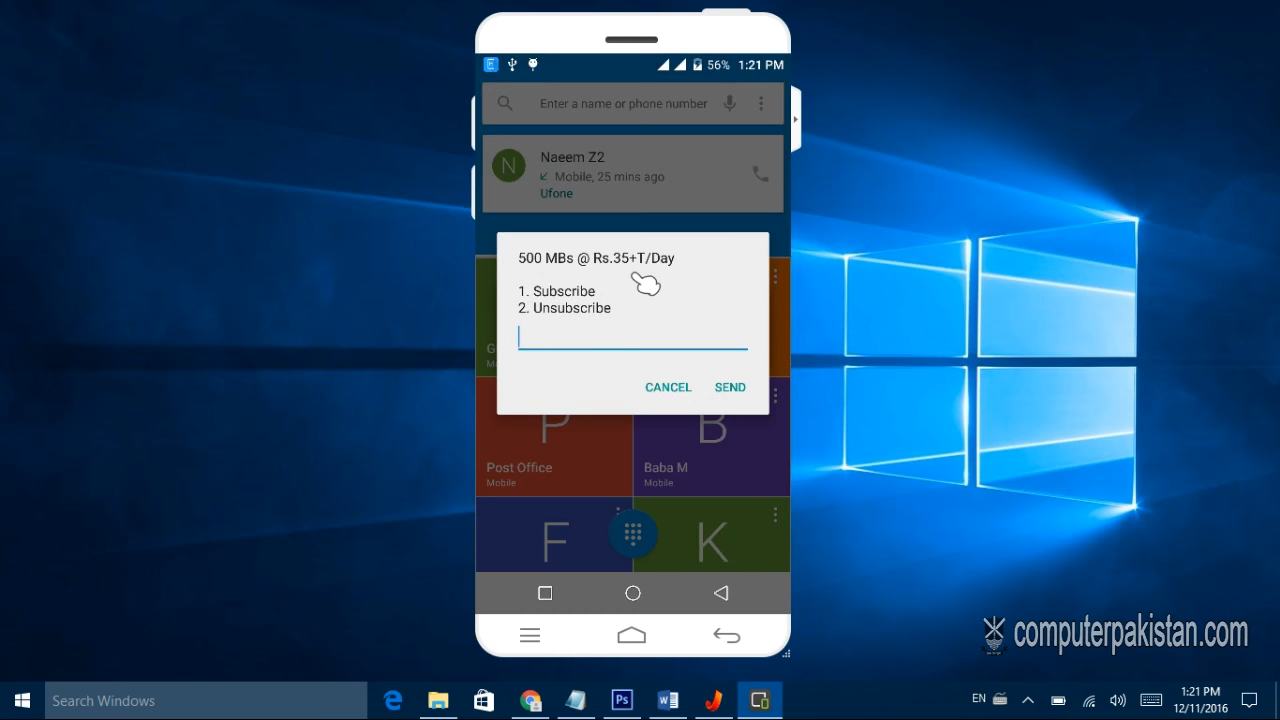 56% 1:21 PM
Enter a name or phone number
N
Naeem Z2
Mobile, 25 mins ago
Ufone
500 MBs @ Rs.35+T/Day
1. Subscribe
2. Unsubscribe
CANCEL SEND
P
B
Post Office
Mobile
Baba M
Mobile
F
K
computerpakistan.com
Search Windows
Ps
EN
1:21 PM
12/11/2016